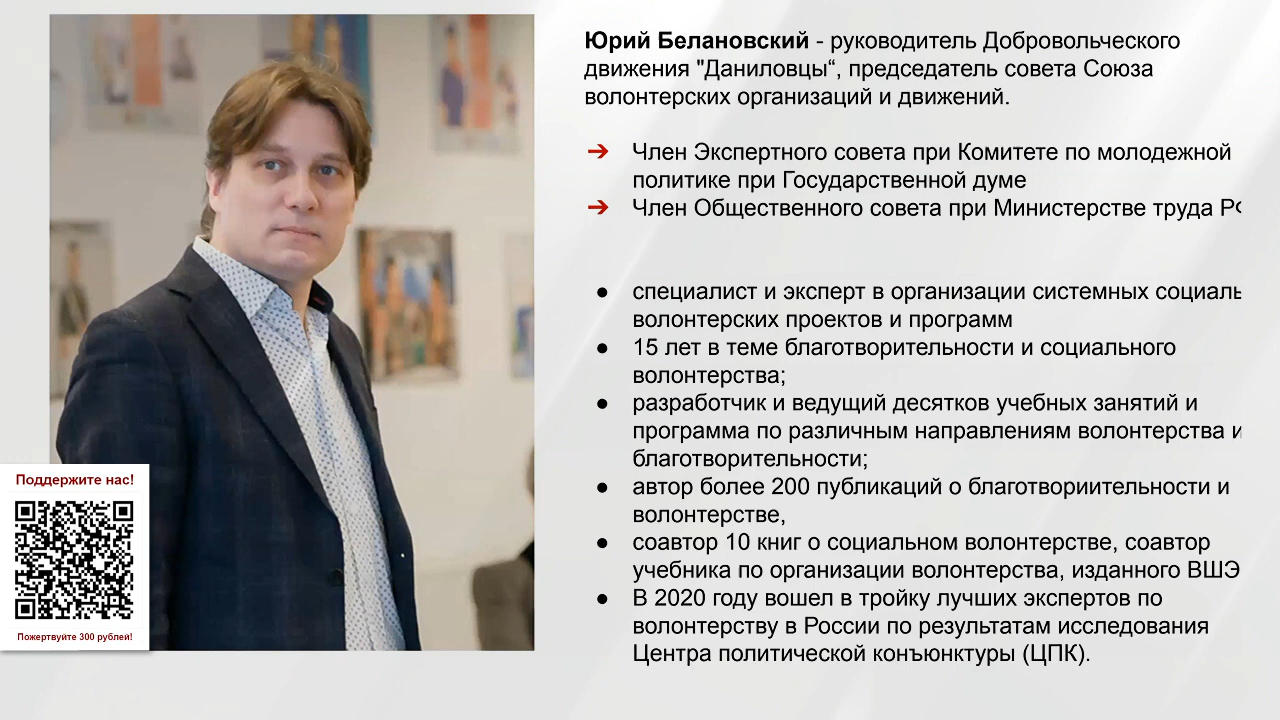 Юрий Белановский - руководитель Добровольческого
движения "Даниловцы“, председатель совета Союза
волонтерских организаций и движений.
➔ Член Экспертного совета при Комитете по молодежной
политике при Государственной думе
➔ Член Общественного совета при Министерстве труда
● специалист и эксперт в организации системных
волонтерских проектов и программ
● 15 лет в теме благотворительности и социального
волонтерства;
● разработчик и ведущий десятков учебных занятий и
программа по различным направлениям волонтерства и
благотворительности;
● автор более 200 публикаций о благотвориительности и
волонтерстве,
● соавтор 10 книг о социальном волонтерстве, соавтор
учебника по организации волонтерства, изданного ВШЭ
● В 2020 году вошел в тройку лучших экспертов по
волонтерству в России по результатам исследования
Центра политической конъюнктуры (ЦПК).
Поддержите нас!
Пожертвуйте 300 рублей!